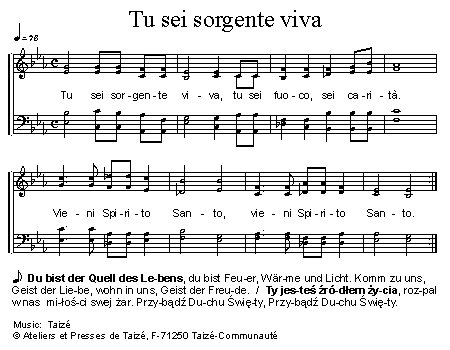 Tu sei sorgente viva
♩=76
Tu sei sor-gen-te vi-va, tu sei fuo-co, sei ca-ri-tà.
Vie-ni Spi-ri-to San-to, vie-ni Spi-ri-to San-to.
♪ Du bist der Quell des Le-bens, du bist Feu-er, Wär-me und Licht. Komm zu uns,
Geist der Lie-be, wohn in uns, Geist der Freu-de. / Ty jes-teś źró-dłem ży-cia, roz-pal
w nas mi-łoś-ci swej żar. Przy-bądź Du-chu Świę-ty, Przy-bądź Du-chu Świę-ty.
Music: Taizé
© Ateliers et Presses de Taizé, F-71250 Taizé-Communauté